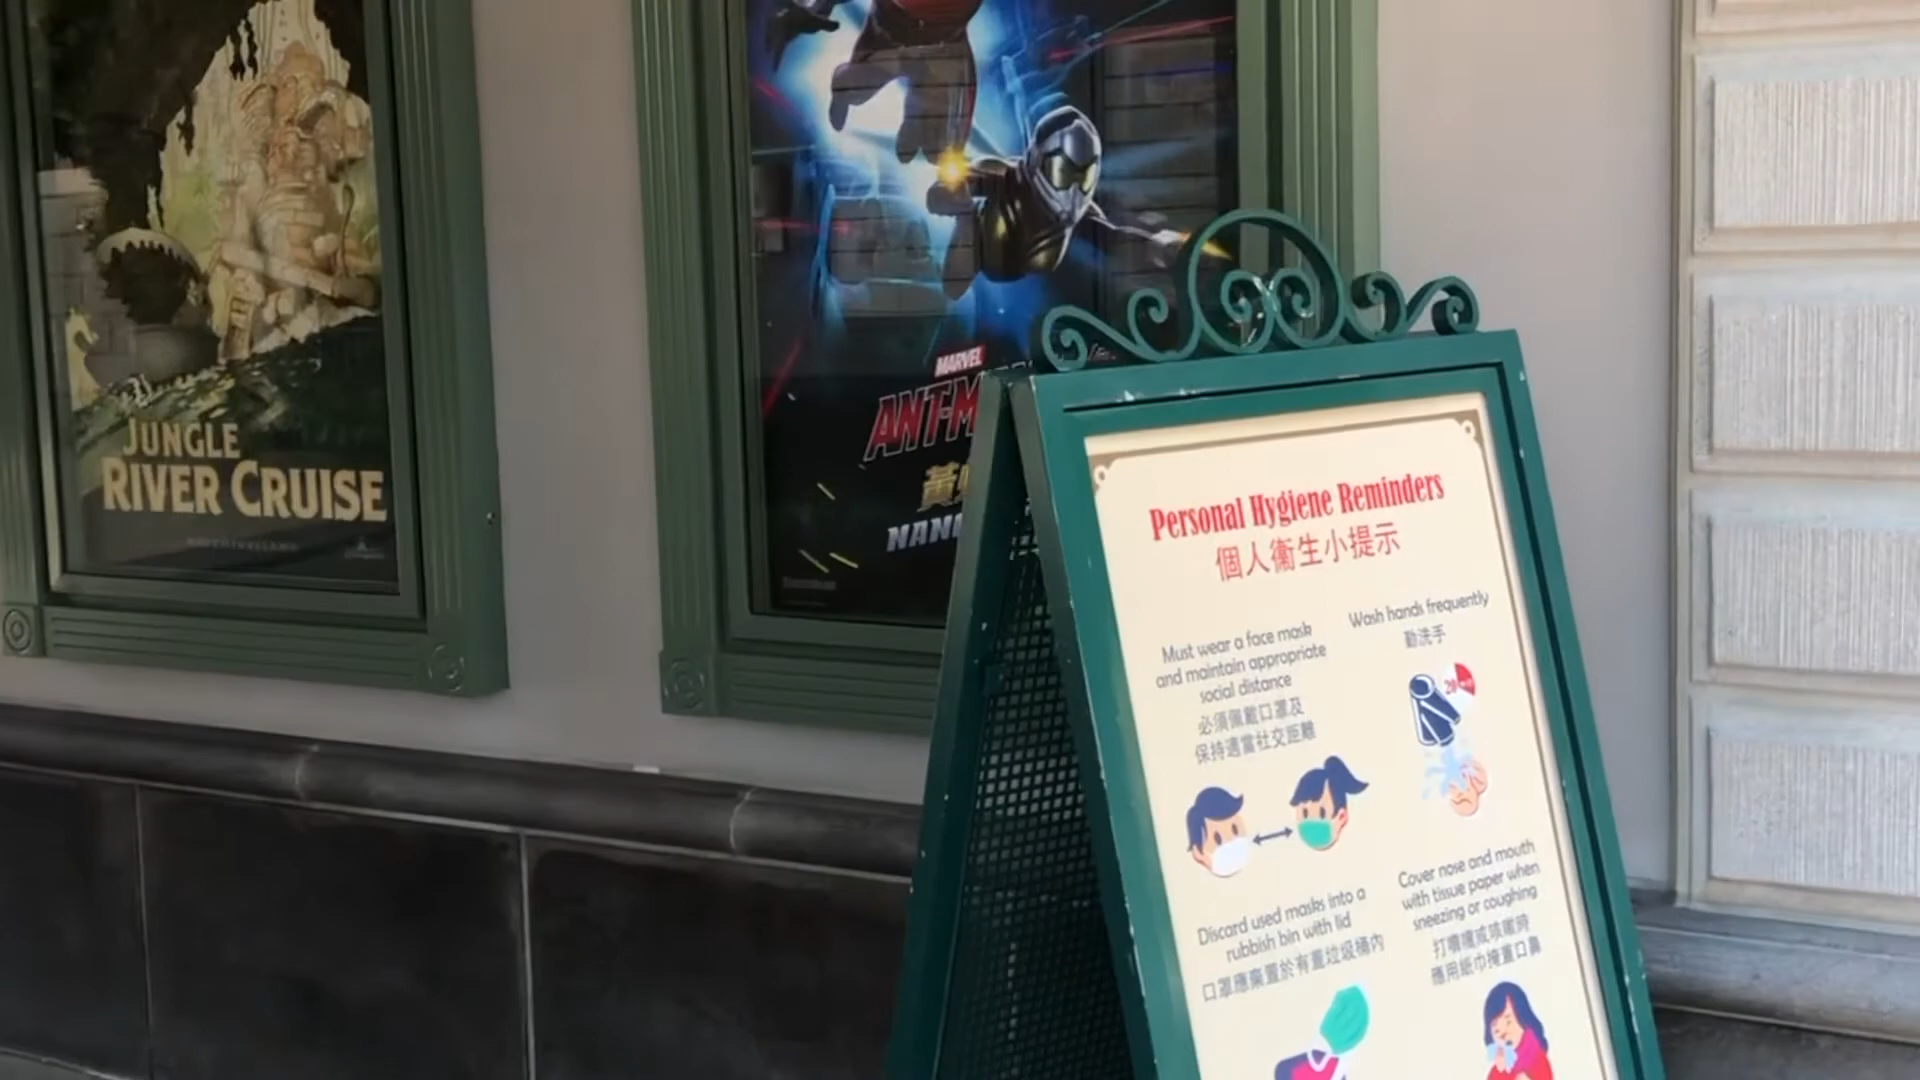 JUNGLE
RIVER CRUISE
MARVEL
ANT-M
黃
NAN
Personal Hygiene Reminders
個人衞生小提示
Must wear a face mask
and maintain appropriate
social distance
必須佩戴口罩及
保持適當社交距離
Wash hands frequently
勤洗手
20
Discard used masks into a
rubbish bin with lid
口罩應棄置於有蓋垃圾桶內
Cover nose and mouth
with tissue paper when
sneezing or coughing
打噴嚏或咳嗽時
應用紙巾掩蓋口鼻